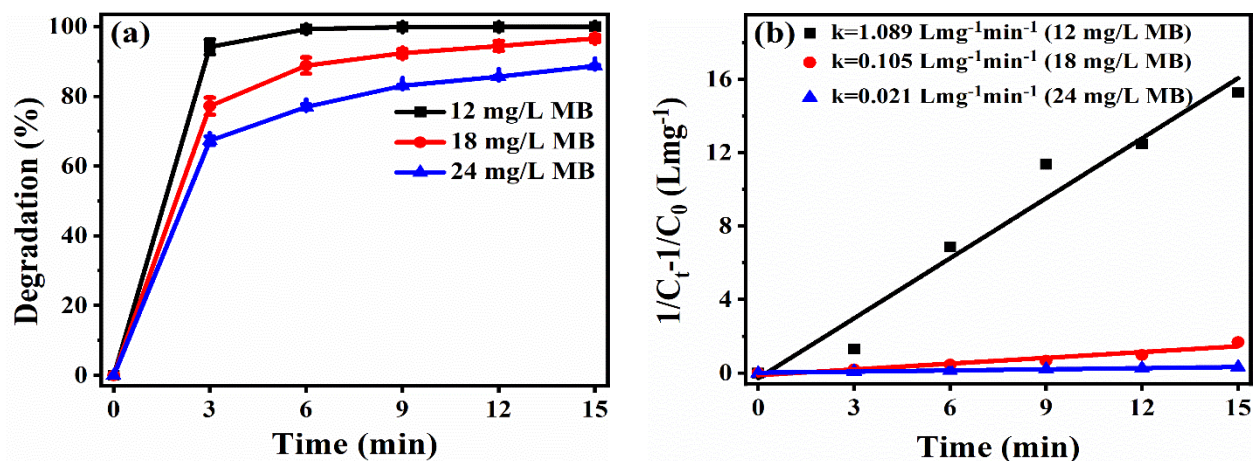 (a)
100
80
60
40
20
0
Degradation (%)
12 mg/L MB
18 mg/L MB
24 mg/L MB
0 3 6 9 12 15
Time (min)
(b)
k=1.089 Lmg⁻¹min⁻¹ (12 mg/L MB)
k=0.105 Lmg⁻¹min⁻¹ (18 mg/L MB)
k=0.021 Lmg⁻¹min⁻¹ (24 mg/L MB)
16
12
8
4
0
1/Cₜ-1/C₀ (Lmg⁻¹)
0 3 6 9 12 15
Time (min)